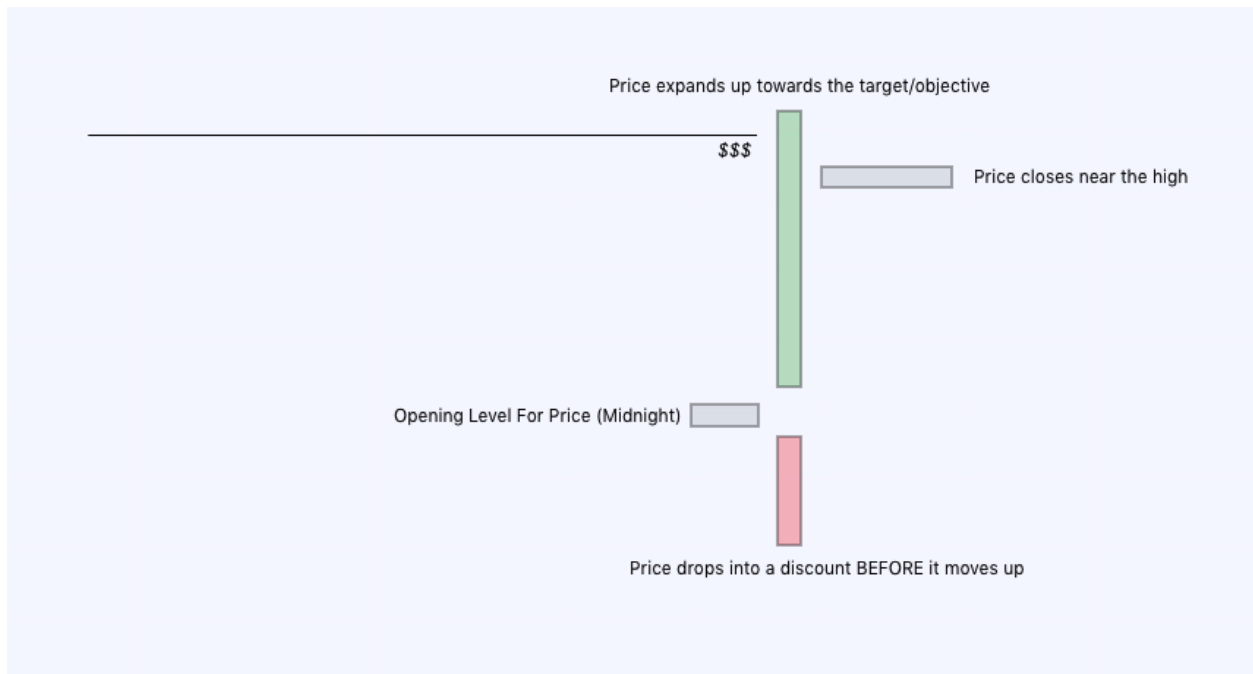 Price expands up towards the target/objective
$$$
Price closes near the high
Opening Level For Price (Midnight)
Price drops into a discount BEFORE it moves up